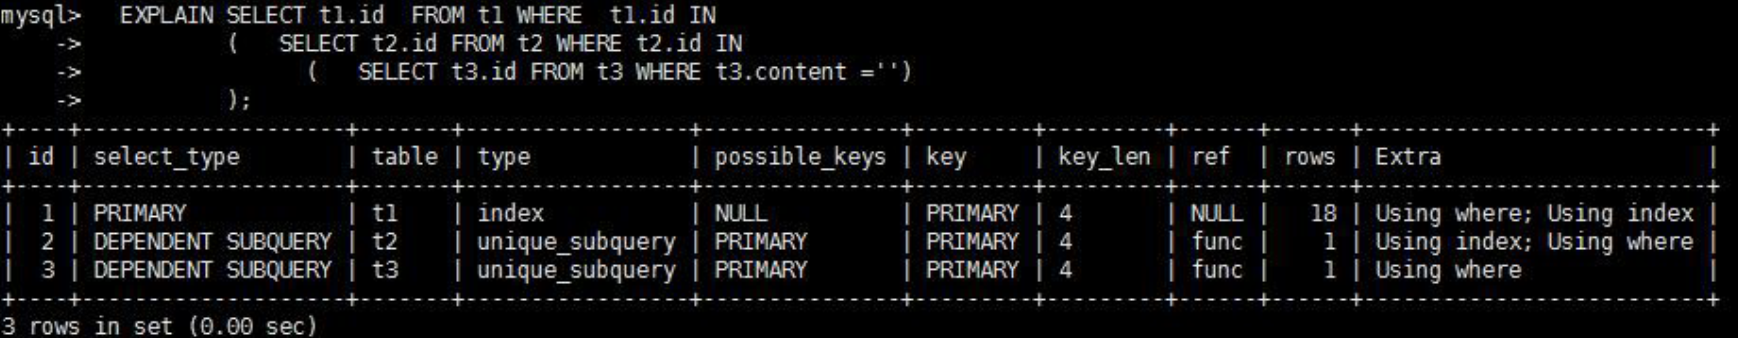 mysql>   EXPLAIN SELECT t1.id  FROM t1 WHERE  t1.id IN
    ->           (   SELECT t2.id FROM t2 WHERE t2.id IN
    ->                 (   SELECT t3.id FROM t3 WHERE t3.content ='')
    ->           );
+----+--------------------+-------+-----------------+---------------+---------+---------+------+------+--------------------------+
| id | select_type        | table | type            | possible_keys | key     | key_len | ref  | rows | Extra                    |
+----+--------------------+-------+-----------------+---------------+---------+---------+------+------+--------------------------+
|  1 | PRIMARY            | t1    | index           | NULL          | PRIMARY | 4       | NULL |   18 | Using where; Using index |
|  2 | DEPENDENT SUBQUERY | t2    | unique_subquery | PRIMARY       | PRIMARY | 4       | func |    1 | Using index; Using where |
|  3 | DEPENDENT SUBQUERY | t3    | unique_subquery | PRIMARY       | PRIMARY | 4       | func |    1 | Using where              |
+----+--------------------+-------+-----------------+---------------+---------+---------+------+------+--------------------------+
3 rows in set (0.00 sec)